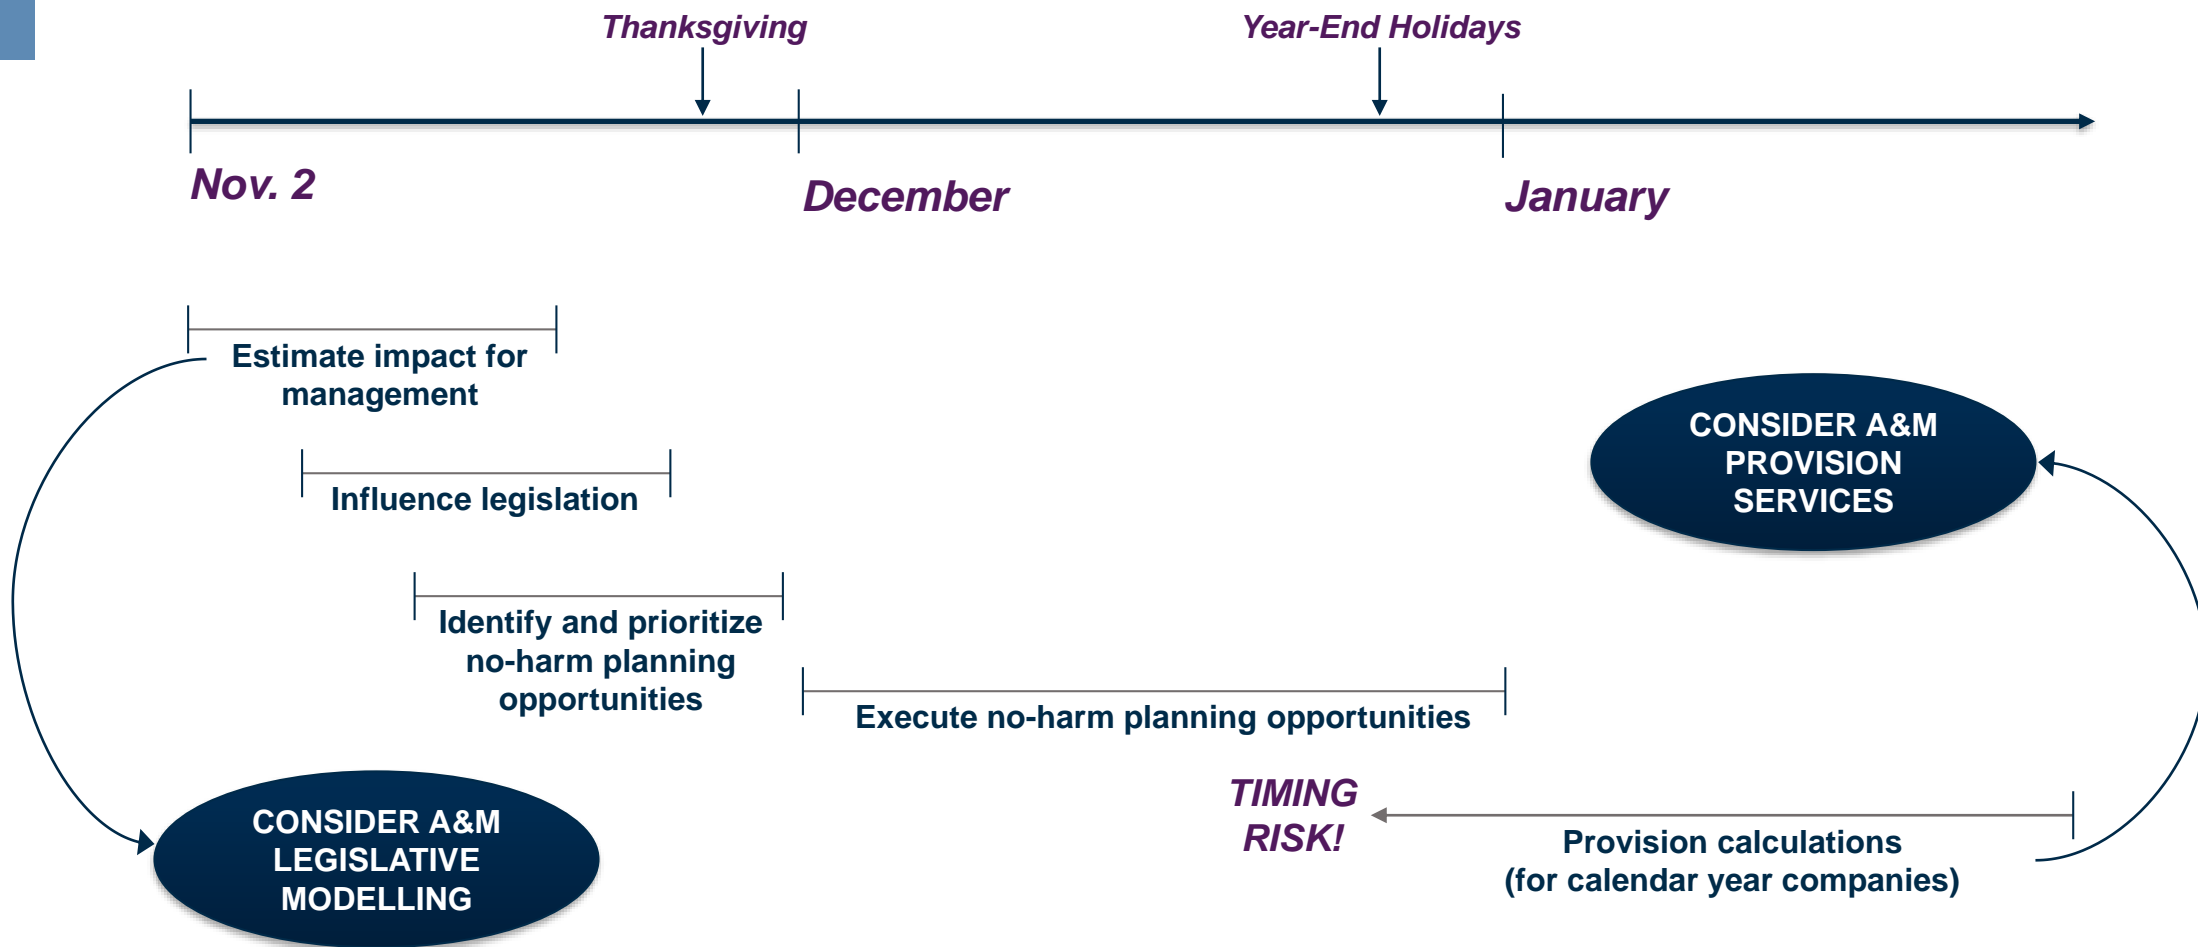 Thanksgiving
Year-End Holidays
Nov. 2
December
January
Estimate impact for
management
Influence legislation
Identify and prioritize
no-harm planning
opportunities
Execute no-harm planning opportunities
CONSIDER A&M
PROVISION
SERVICES
TIMING
RISK!
Provision calculations
(for calendar year companies)
CONSIDER A&M
LEGISLATIVE
MODELLING